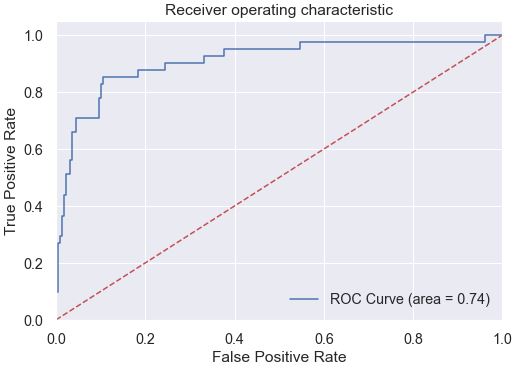 Receiver operating characteristic
True Positive Rate
1.0
0.8
0.6
0.4
0.2
0.0
ROC Curve (area = 0.74)
0.0 0.2 0.4 0.6 0.8 1.0
False Positive Rate